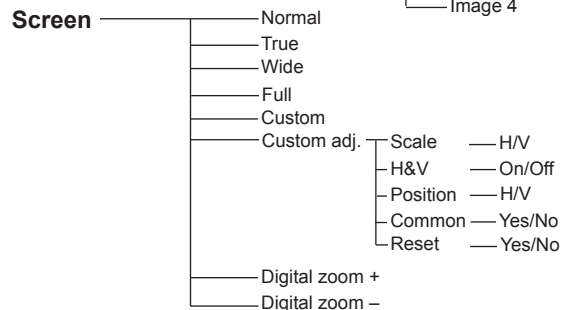 Image 4
Screen Normal
True
Wide
Full
Custom
Custom adj. Scale H/V
H&V On/Off
Position H/V
Common Yes/No
Reset Yes/No
Digital zoom +
Digital zoom –